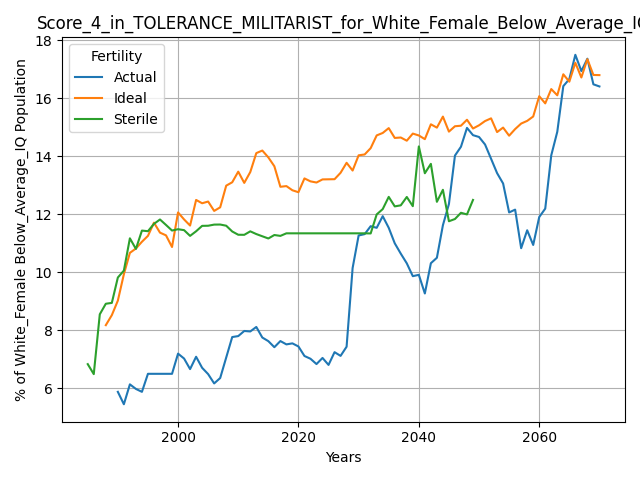 Score_4_in_TOLERANCE_MILITARIST_for_White_Female_Below_Average_IQ
% of White_Female Below_Average_IQ Population
18
16
14
12
10
8
6
Fertility
Actual
Ideal
Sterile
2000
2020
2040
2060
Years